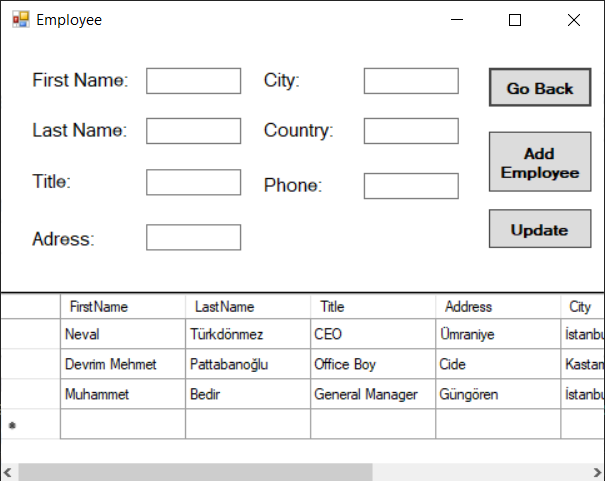 Employee
First Name: City: Go Back
Last Name: Country: Add Employee
Title: Phone:
Adress: Update
FirstName LastName Title Address City
Neval Türkdönmez CEO Ümraniye İstanbu
Devrim Mehmet Pattabanoğlu Office Boy Cide Kastam
Muhammet Bedir General Manager Güngören İstanbu